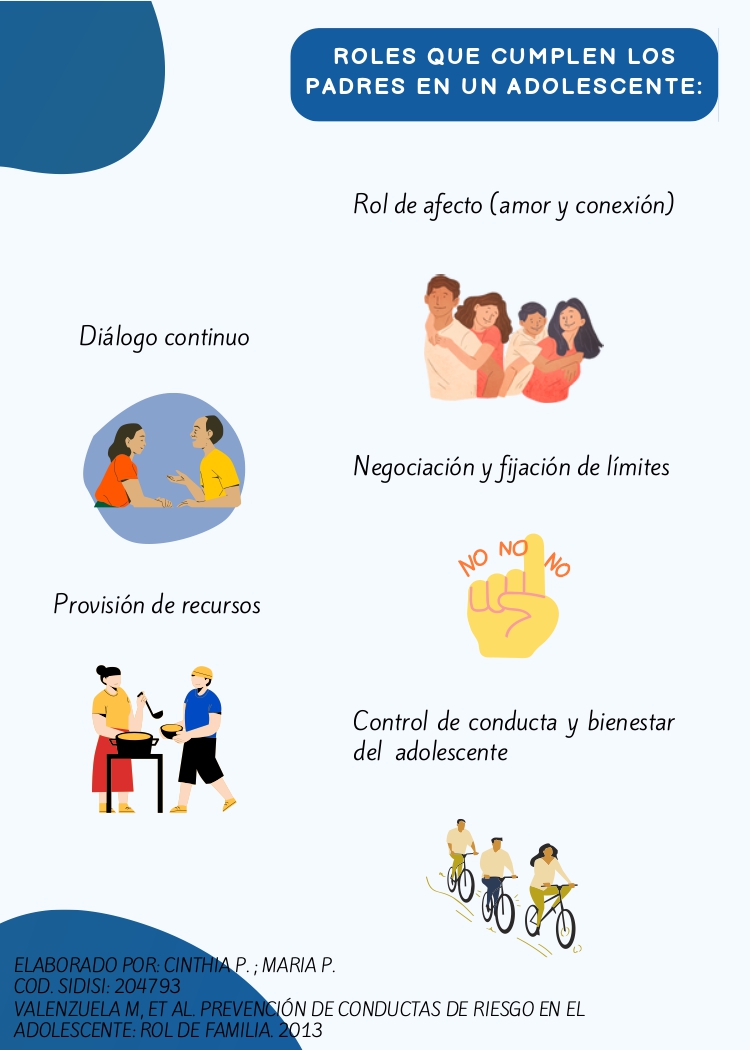 ROLES QUE CUMPLEN LOS
PADRES EN UN ADOLESCENTE:
Rol de afecto (amor y conexión)
Diálogo continuo
Negociación y fijación de límites
NO NO NO
Provisión de recursos
Control de conducta y bienestar
del adolescente
ELABORADO POR: CINTHIA P. ; MARIA P.
COD. SIDISI: 204793
VALENZUELA M, ET AL. PREVENCIÓN DE CONDUCTAS DE RIESGO EN EL
ADOLESCENTE: ROL DE FAMILIA. 2013